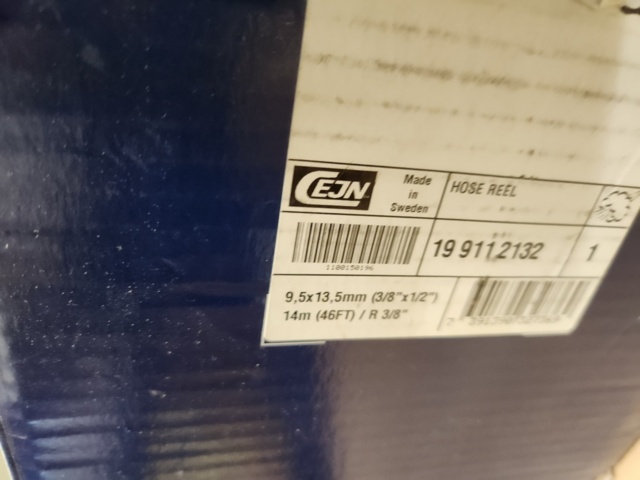 CEJN
Made
in
Sweden
HOSE REEL
1100150196
19 911 2132
1
9,5x13,5mm (3/8"x1/2")
14m (46FT) / R 3/8"